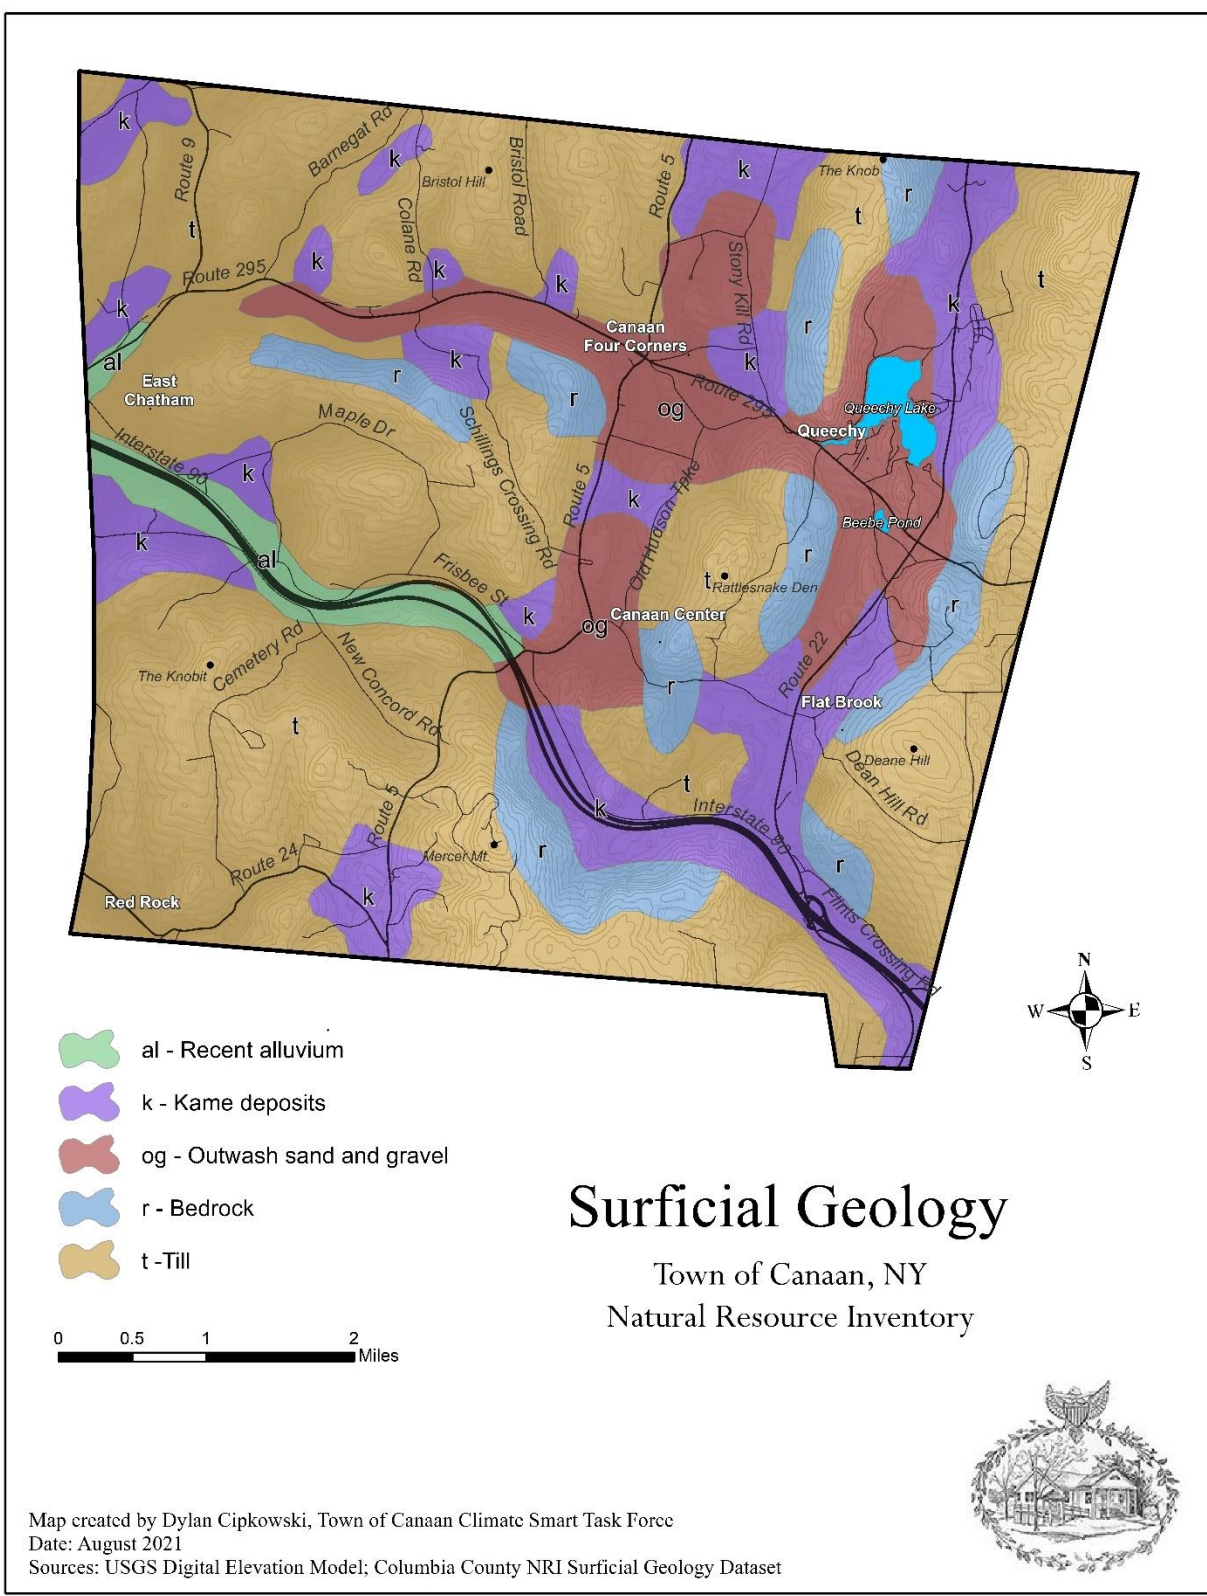 k
Route 9
Barnegat Rd
k
Bristol Hill
Bristol Road
Route 5
k
The Knob
r
t
t
Colane Rd
Stony Kill Rd
t
k
k
k
Route 295
k
k
r
Canaan
Four Corners
al
k
k
r
East
Chatham
r
Route 295
og
Queechy Lake
Queechy
Maple Dr
Schillings Crossing Rd
Interstate 90
k
Route 5
k
Old Hudson Tpke
Beebe Pond
k
al
r
Frisbee St
t
Rattlesnake Den
k
og
Canaan Center
r
The Knobit
Cemetery Rd
New Concord Rd
r
Route 22
Flat Brook
t
t
Deane Hill
Dean Hill Rd
k
Interstate 90
Route 5
Mercer Mt.
r
r
Route 24
k
Red Rock
Flints Crossing Rd
N
W
E
S
al - Recent alluvium
k - Kame deposits
og - Outwash sand and gravel
r - Bedrock
t -Till
Surficial Geology
Town of Canaan, NY
Natural Resource Inventory
0 0.5 1 2
Miles
Map created by Dylan Cipkowski, Town of Canaan Climate Smart Task Force
Date: August 2021
Sources: USGS Digital Elevation Model; Columbia County NRI Surficial Geology Dataset